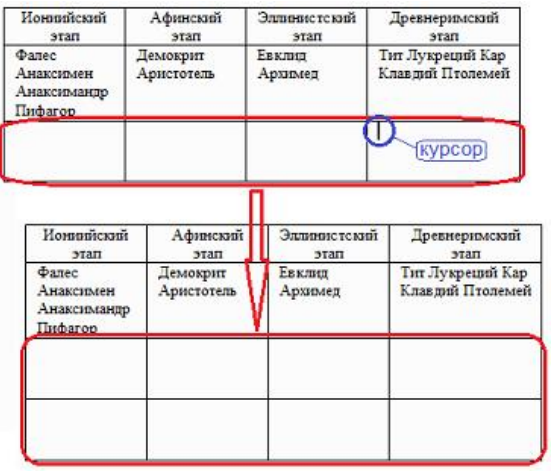 Ионийский Афинский Эллинистский Древнеримский
этап этап этап этап
Фалес Демокрит Евклид Тит Лукреций Кар
Анаксимен Аристотель Архимед Клавдий Птолемей
Анаксимандр
Пифагор
курсор
Ионийский Афинский Эллинистский Древнеримский
этап этап этап этап
Фалес Демокрит Евклид Тит Лукреций Кар
Анаксимен Аристотель Архимед Клавдий Птолемей
Анаксимандр
Пифагор